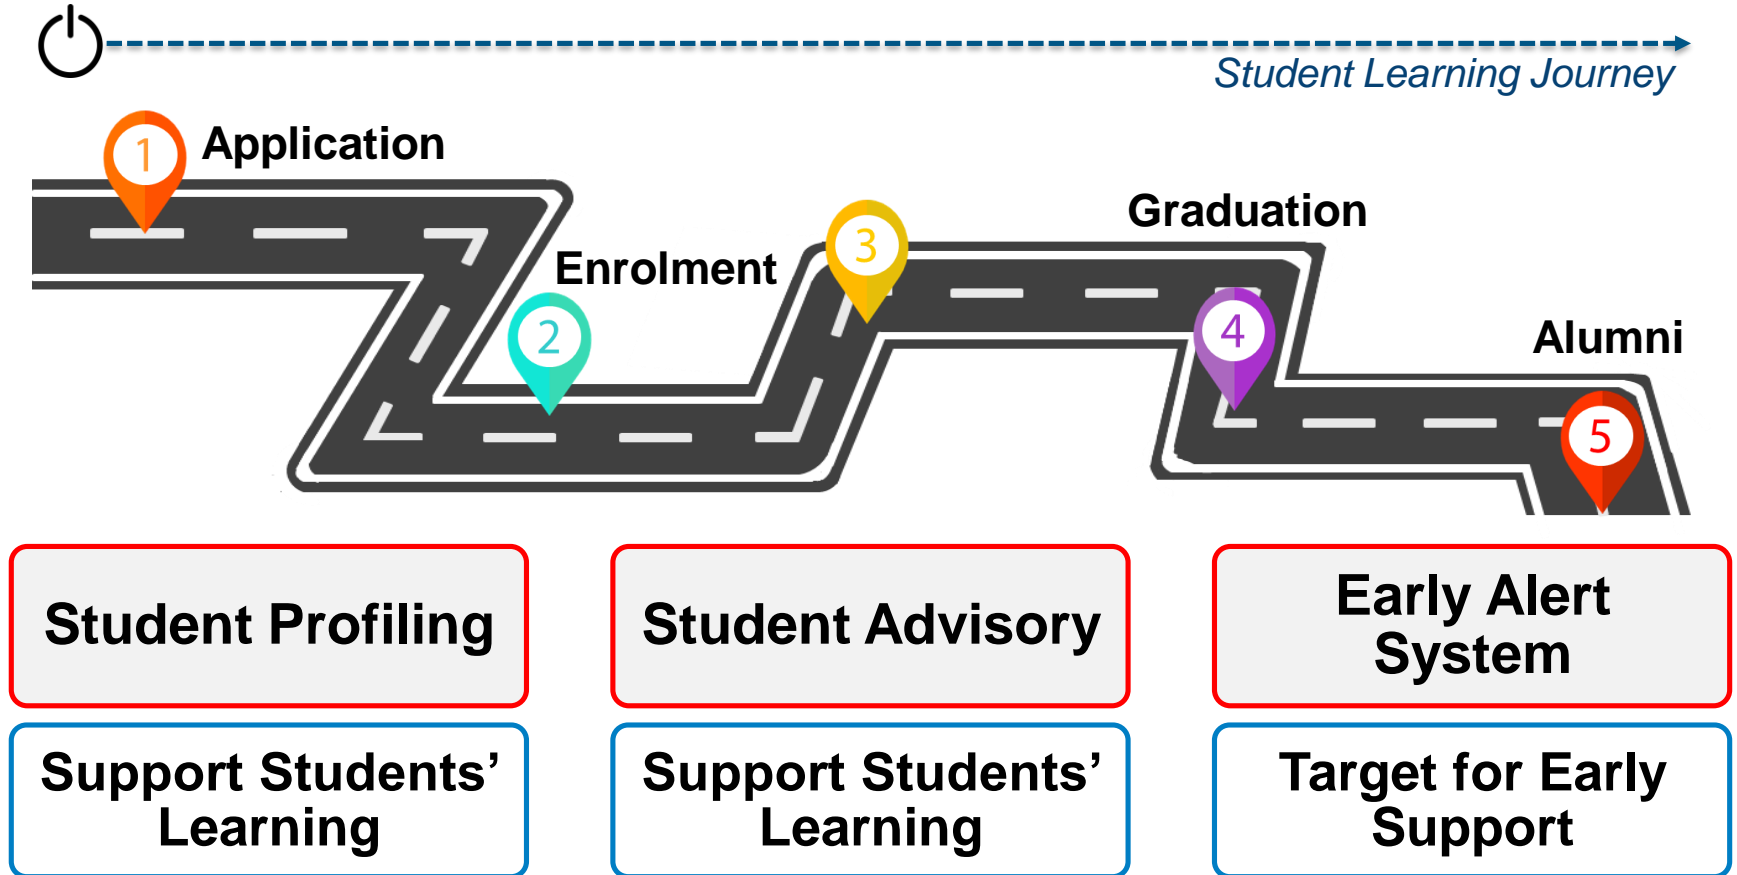 Student Learning Journey
1
Application
Enrolment
2
3
Graduation
4
Alumni
5
Student Profiling
Student Advisory
Early Alert
System
Support Students’
Learning
Support Students’
Learning
Target for Early
Support